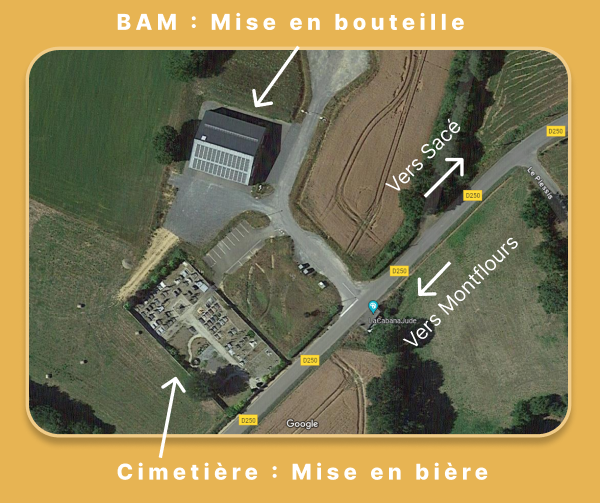 BAM : Mise en bouteille
Vers Sacé
D250
Le Plessis
D250
D250
Vers Montflours
LaCabanaJude
D250
Google
D250
Cimetière : Mise en bière